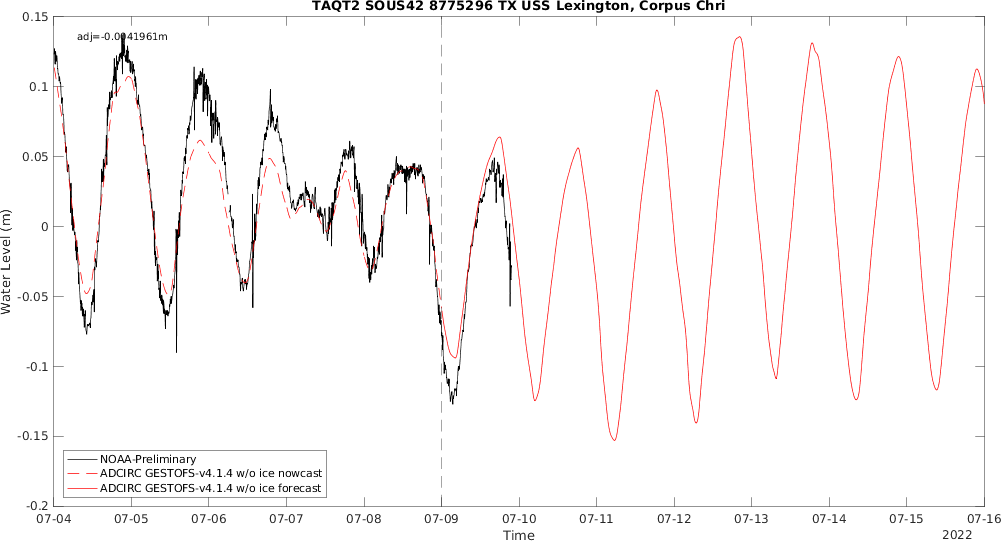 TAQT2 SOUS42 8775296 TX USS Lexington, Corpus Chri
adj=-0.0041961m
0.15
0.1
0.05
0
-0.05
-0.1
-0.15
-0.2
Water Level (m)
NOAA-Preliminary
ADCIRC GESTOFS-v4.1.4 w/o ice nowcast
ADCIRC GESTOFS-v4.1.4 w/o ice forecast
07-04 07-05 07-06 07-07 07-08 07-09 07-10 07-11 07-12 07-13 07-14 07-15 07-16
Time
2022